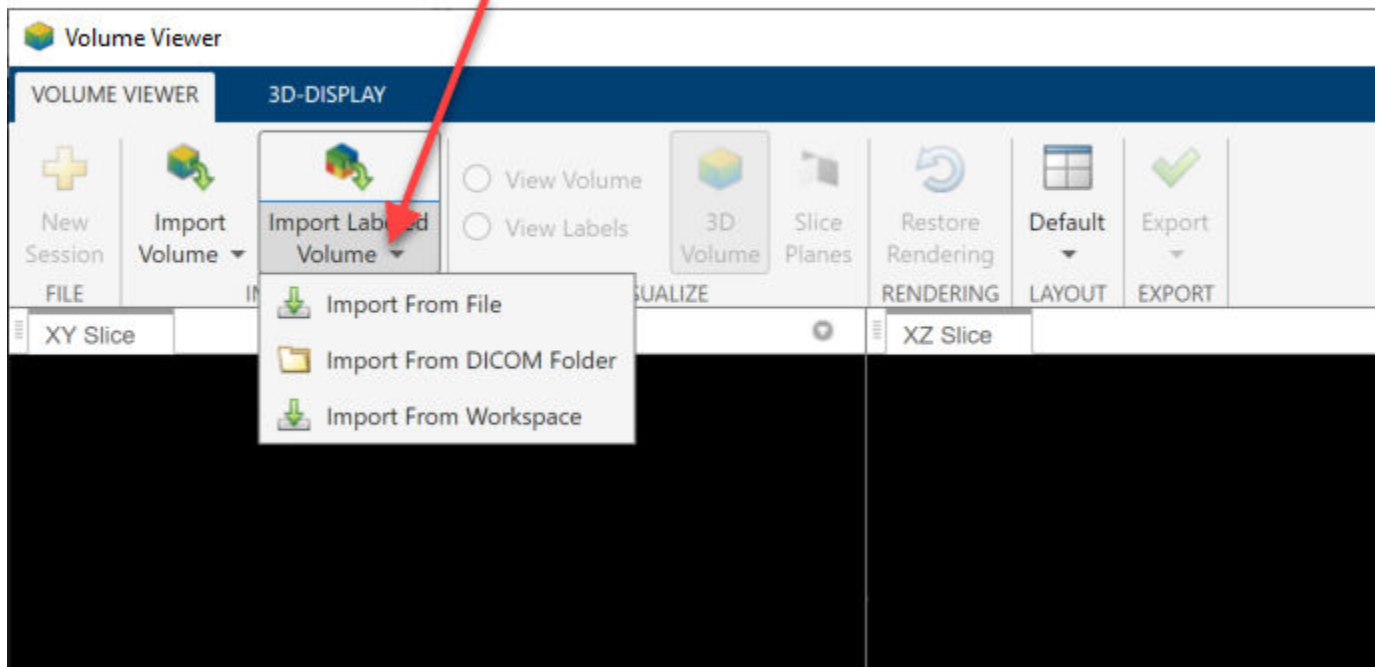 Volume Viewer
VOLUME VIEWER
3D-DISPLAY
New
Session
Import
Volume
Import Labeled
Volume
View Volume
View Labels
3D
Volume
Slice
Planes
Restore
Rendering
Default
Export
FILE
RENDERING
LAYOUT
EXPORT
Import From File
Import From DICOM Folder
Import From Workspace
XY Slice
XZ Slice